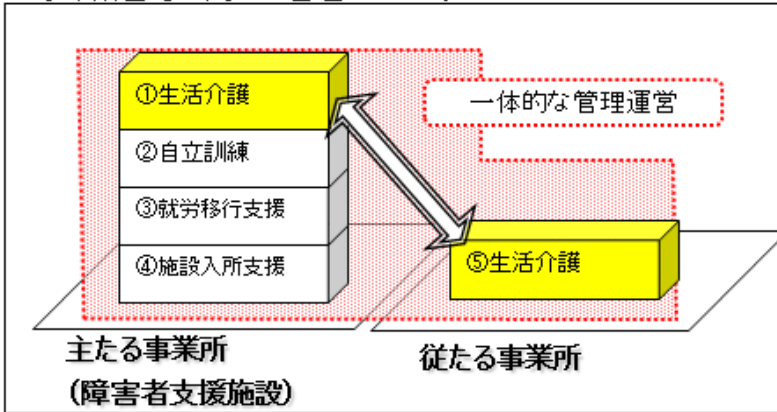 ①生活介護
一体的な管理運営
②自立訓練
③就労移行支援
④施設入所支援
⑤生活介護
主たる事業所
（障害者支援施設）
従たる事業所